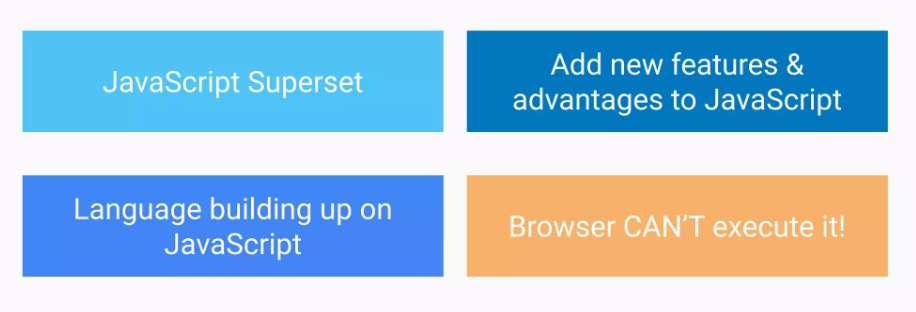 JavaScript Superset
Add new features &
advantages to JavaScript
Language building up on
JavaScript
Browser CAN’T execute it!